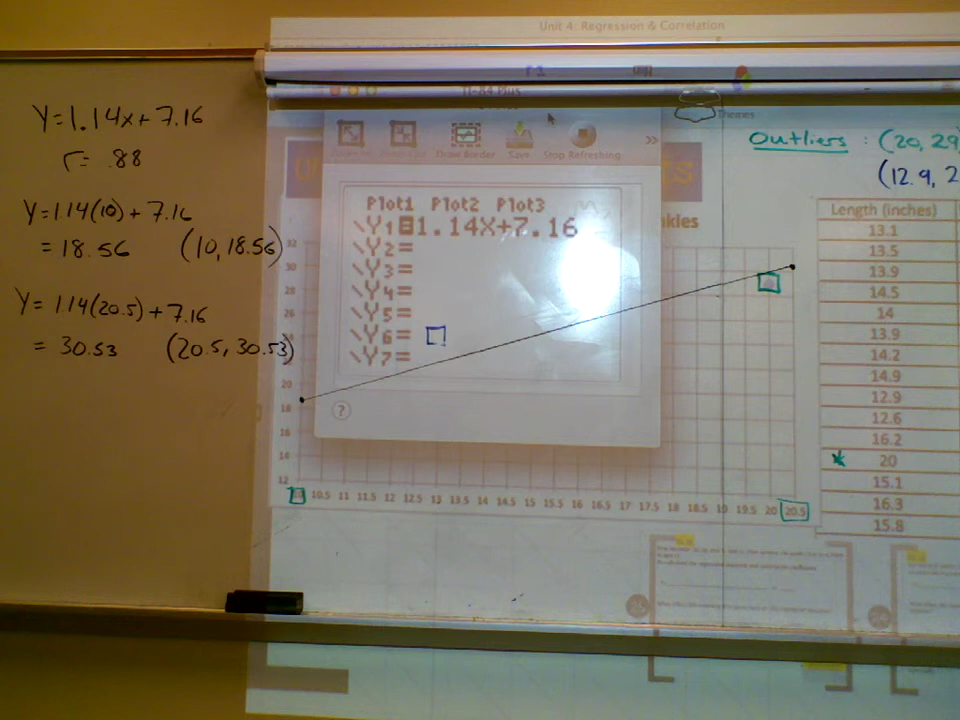 Unit 4: Regression & Correlation
TI-84 Plus
Themes
Draw Border Save Stop Refreshing »
Y=1.14x+7.16
r= .88
Y=1.14(10)+7.16
= 18.56 (10,18.56)
Y= 1.14(20.5)+7.16
= 30.53 (20.5, 30.53)
Outliers : (20, 29
(12.9, 2
Plot1 Plot2 Plot3
\Y1=1.14X+7.16
\Y2=
\Y3=
\Y4=
\Y5=
\Y6=
\Y7=
?
32
30
28
20
18
16
14
12
10 10.5 11 11.5 12 12.5 13 13.5 14 14.5 15 15.5 16 16.5 17 17.5 18 18.5 19 19.5 20 20.5
Length (inches)
13.1
13.5
13.9
14.5
14
13.9
14.2
14.9
12.9
12.6
16.2
20
15.1
16.3
15.8